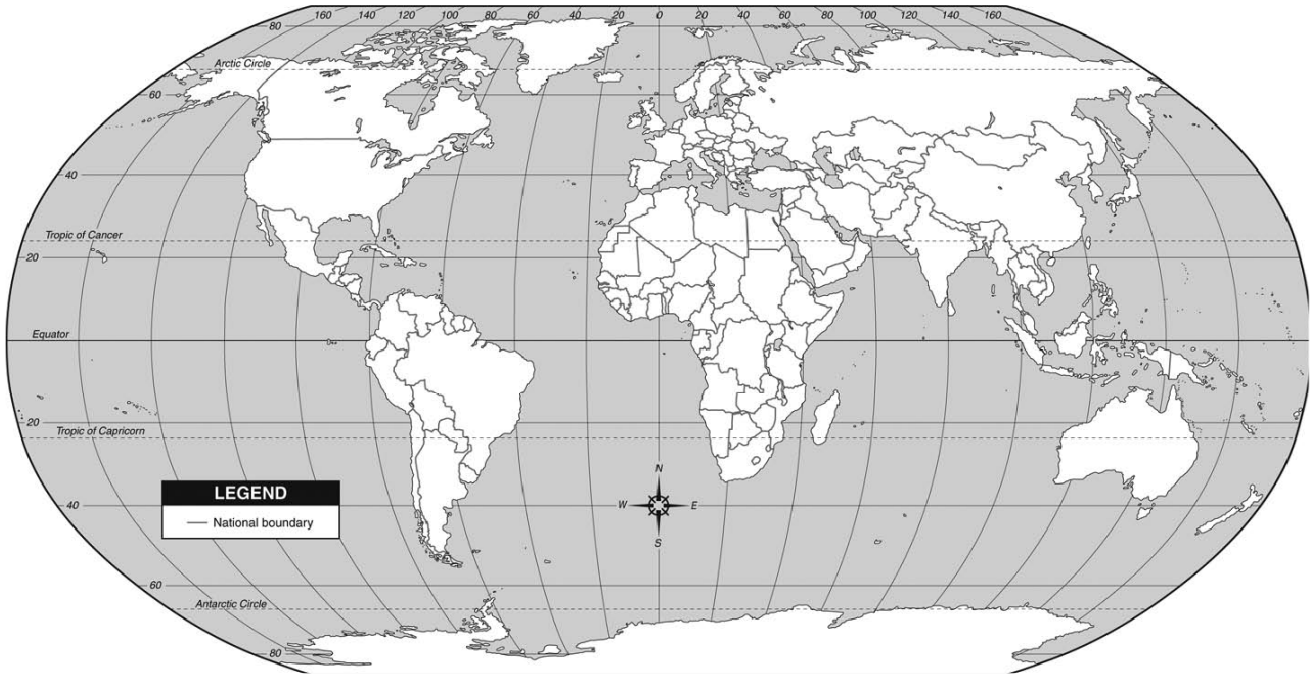 160 140 120 100 80 60 40 20 0 20 40 60 80 100 120 140 160
80
Arctic Circle
60
40
Tropic of Cancer
20
Equator
20
Tropic of Capricorn
N
W E
S
LEGEND
National boundary
40
60
Antarctic Circle
80